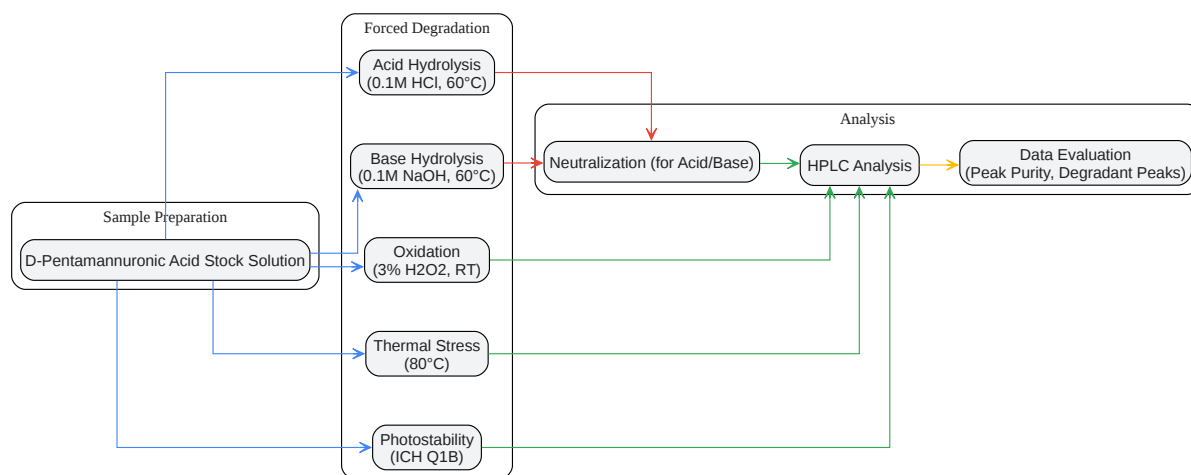 Forced Degradation
Acid Hydrolysis
(0.1M HCl, 60°C)
Base Hydrolysis
(0.1M NaOH, 60°C)
Oxidation
(3% H2O2, RT)
Thermal Stress
(80°C)
Photostability
(ICH Q1B)
Sample Preparation
D-Pentamannuronic Acid Stock Solution
Analysis
Neutralization (for Acid/Base)
HPLC Analysis
Data Evaluation
(Peak Purity, Degradant Peaks)